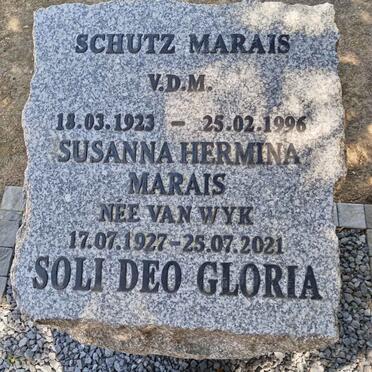 SCHUTZ MARAIS
V.D.M.
18.03.1923 – 25.02.1996
SUSANNA HERMINA
MARAIS
NEE VAN WYK
17.07.1927–25.07.2021
SOLI DEO GLORIA